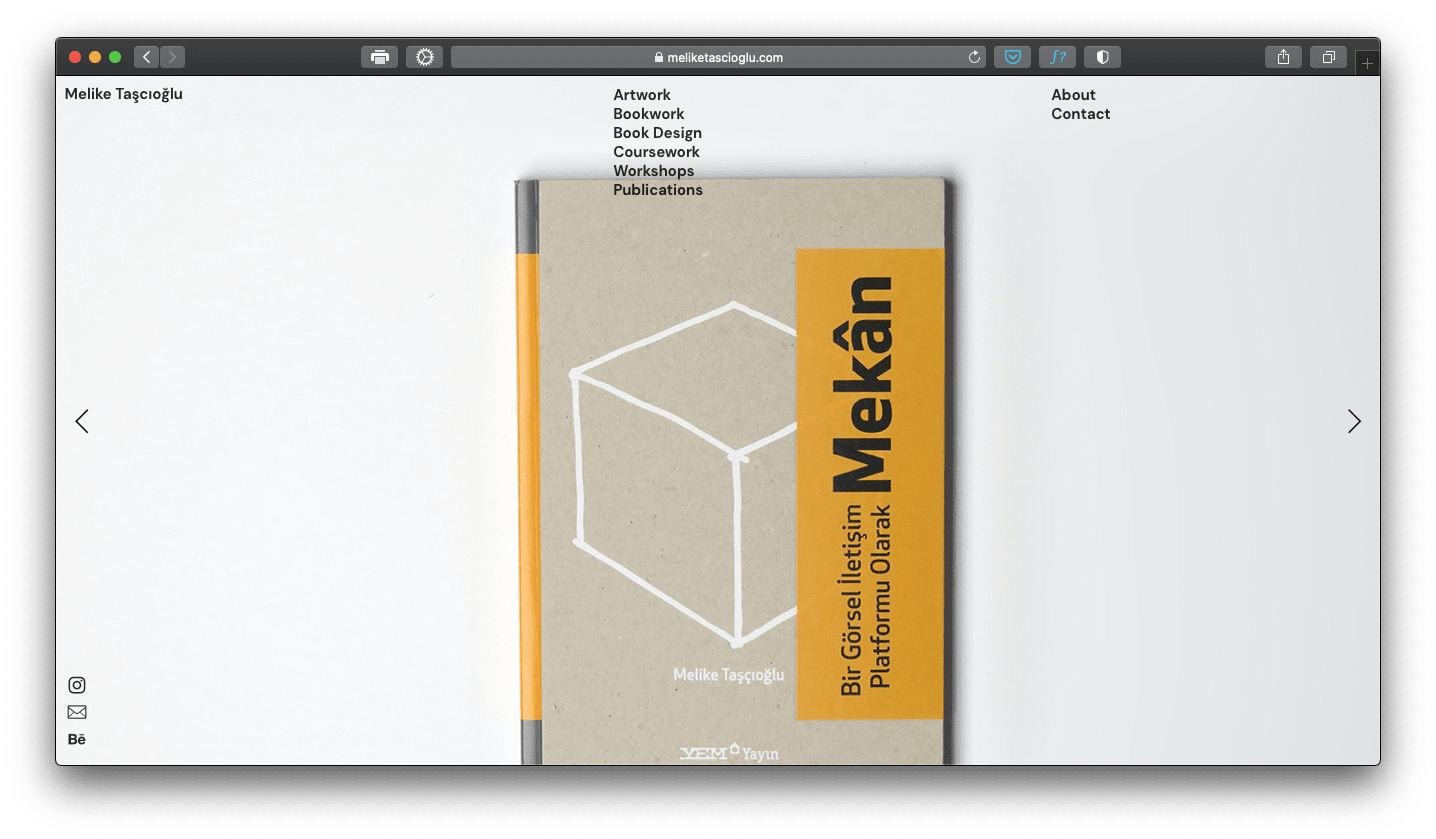 meliketascioglu.com
f?
Melike Taşcıoğlu
Artwork
Bookwork
Book Design
Coursework
Workshops
Publications
About
Contact
Bir Görsel İletişim
Platformu Olarak
Mekân
Melike Taşçıoğlu
YEM Yayın
Bē